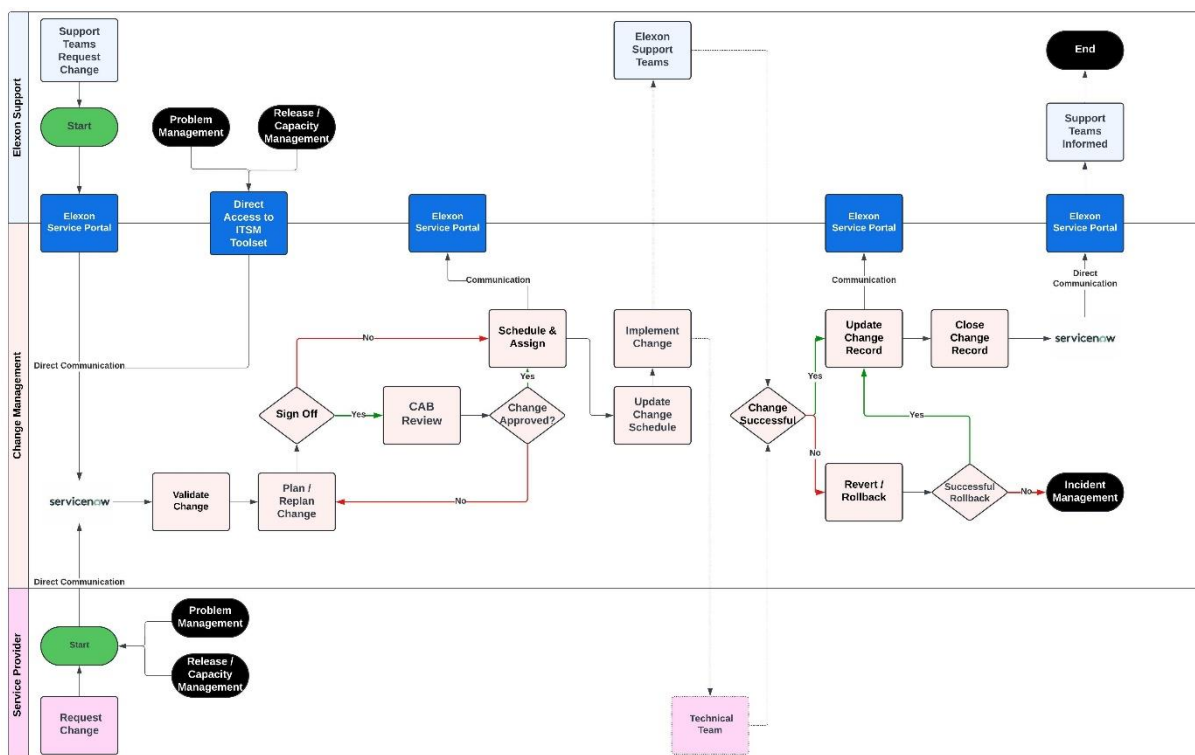 Elexon Support
Support
Teams
Request
Change
Start
Problem
Management
Release /
Capacity
Management
Elexon
Service Portal
Direct
Access to
ITSM
Toolset
Elexon
Service Portal
Elexon
Support
Teams
Elexon
Service Portal
End
Support
Teams
Informed
Elexon
Service Portal
Change Management
Direct Communication
servicenow
Validate
Change
Plan /
Replan
Change
Sign Off
No
Yes
CAB
Review
Change
Approved?
Yes
No
Schedule &
Assign
Communication
Implement
Change
Update
Change
Schedule
Change
Successful
Yes
No
Communication
Update
Change
Record
Close
Change
Record
servicenow
Direct
Communication
Revert /
Rollback
Successful
Rollback
Yes
No
Incident
Management
Direct Communication
Service Provider
Start
Problem
Management
Release /
Capacity
Management
Request
Change
Technical
Team